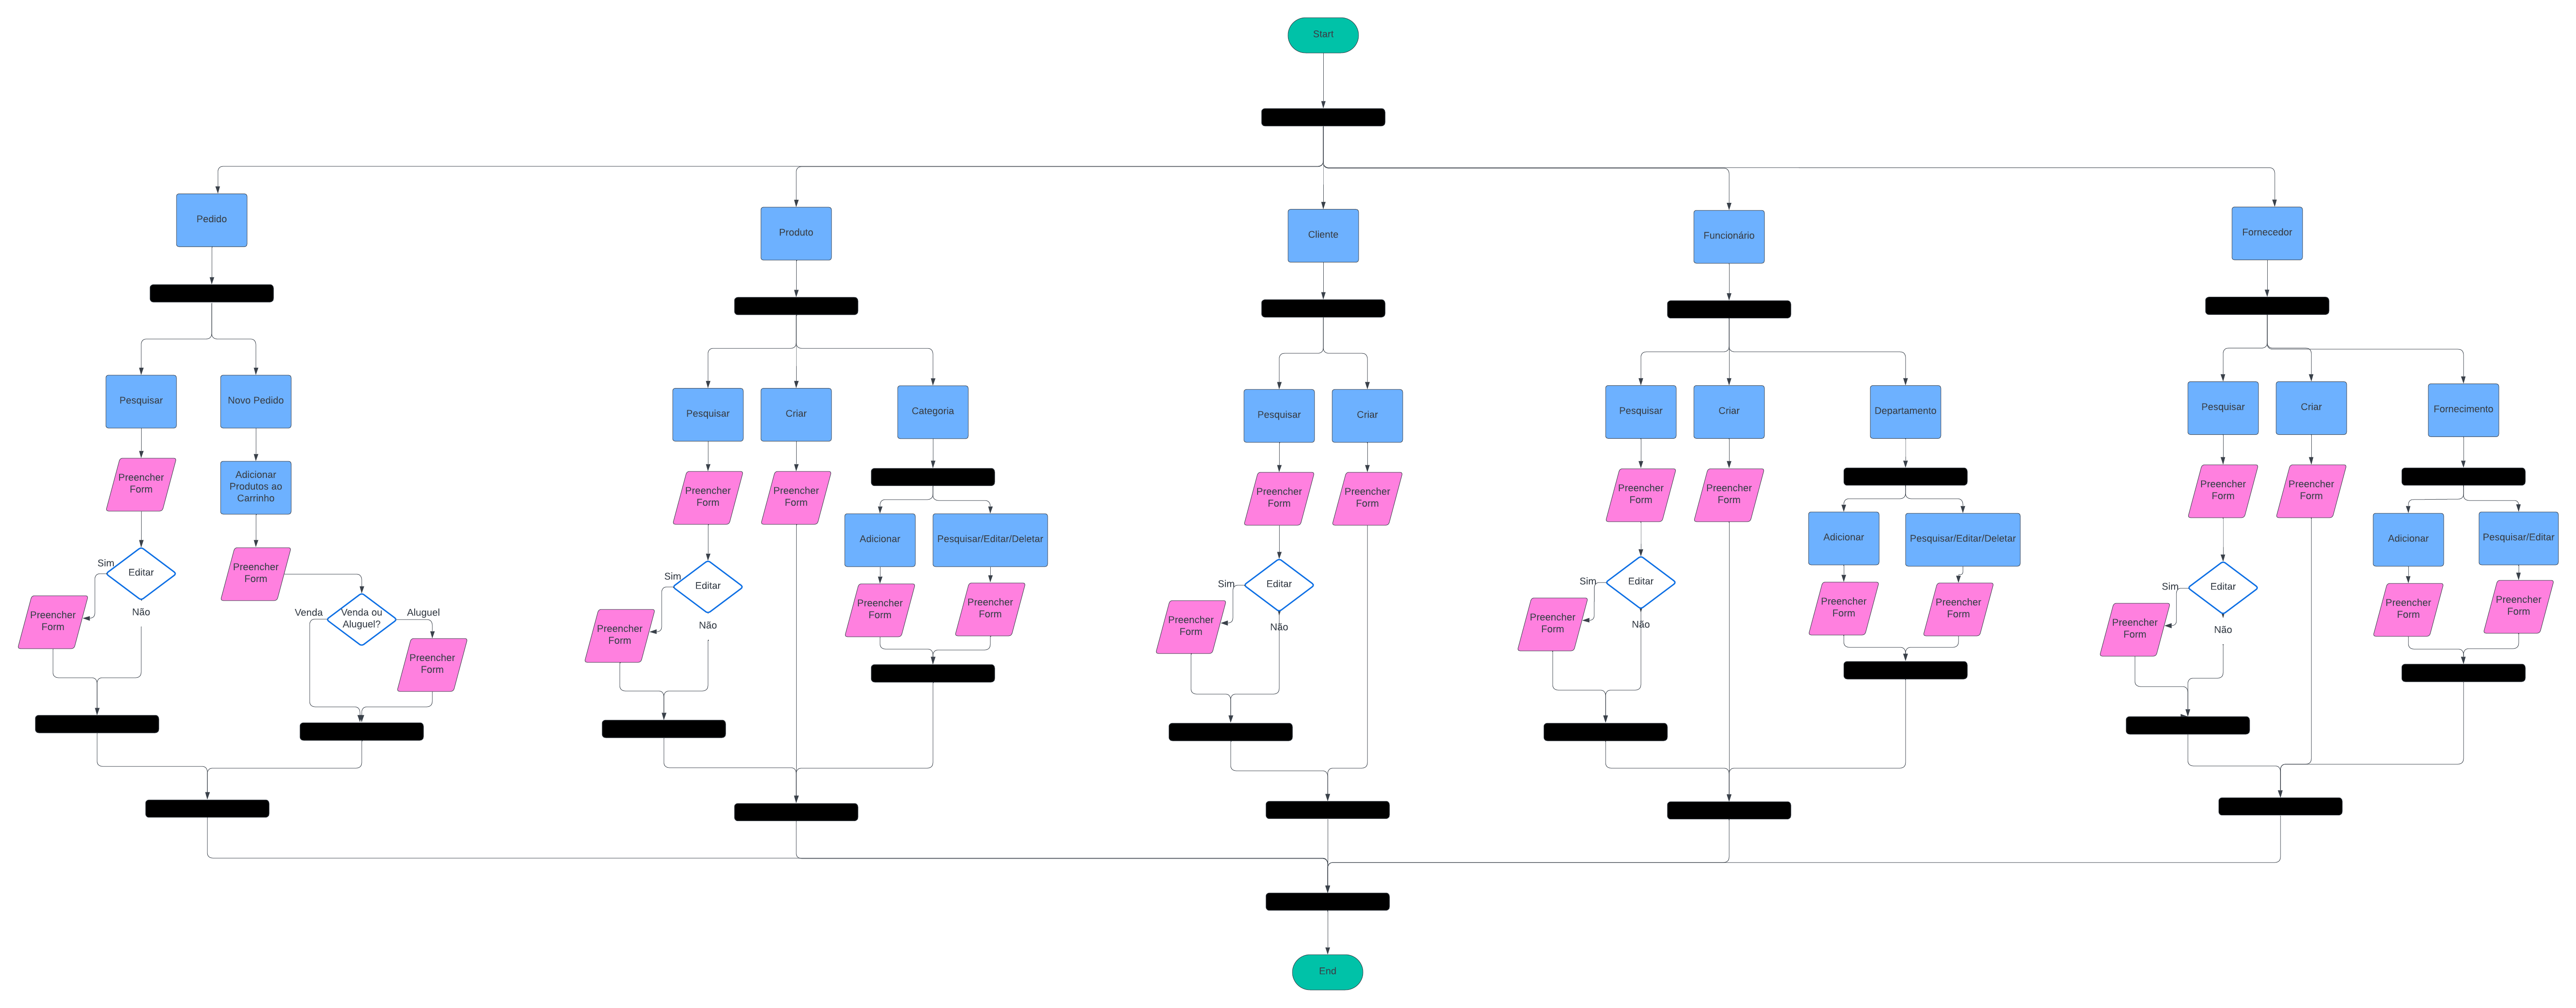 Start
Pedido
Produto
Cliente
Funcionário
Fornecedor
Pesquisar
Novo Pedido
Pesquisar
Criar
Categoria
Pesquisar
Criar
Pesquisar
Criar
Departamento
Pesquisar
Criar
Fornecimento
Preencher
Form
Adicionar
Produtos ao
Carrinho
Preencher
Form
Preencher
Form
Preencher
Form
Preencher
Form
Preencher
Form
Preencher
Form
Preencher
Form
Preencher
Form
Adicionar
Pesquisar/Editar/Deletar
Adicionar
Pesquisar/Editar/Deletar
Adicionar
Pesquisar/Editar
Sim
Editar
Não
Preencher
Form
Preencher
Form
Venda
Venda ou
Aluguel?
Aluguel
Preencher
Form
Sim
Editar
Não
Preencher
Form
Preencher
Form
Preencher
Form
Sim
Editar
Não
Preencher
Form
Sim
Editar
Não
Preencher
Form
Preencher
Form
Preencher
Form
Sim
Editar
Não
Preencher
Form
Preencher
Form
Preencher
Form
End